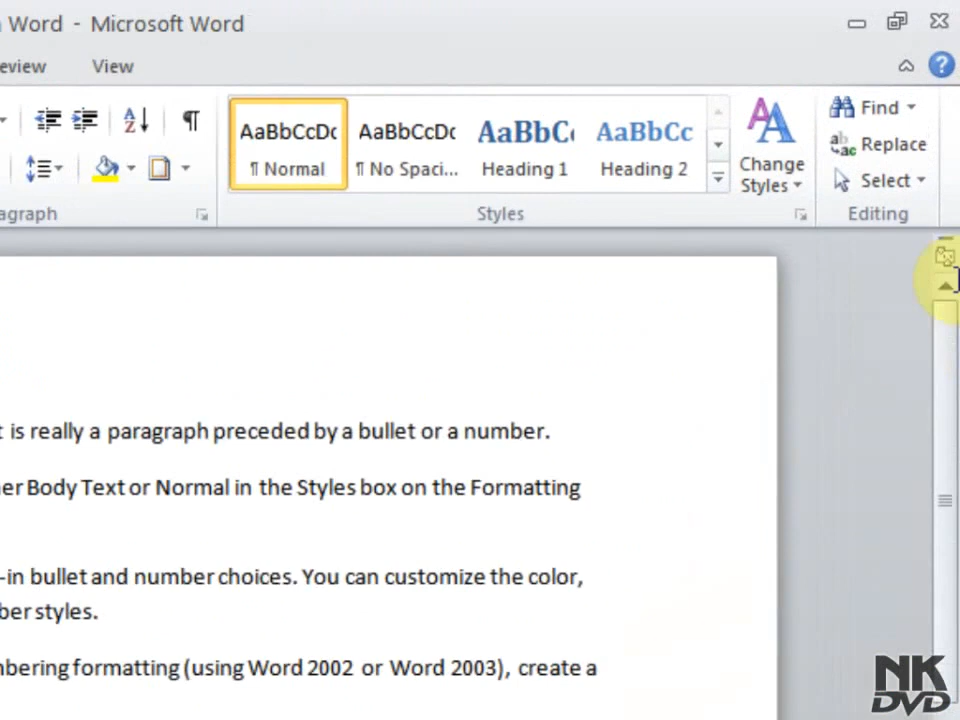 Word - Microsoft Word
View
AaBbCcDc AaBbCcDc AaBbC AaBbCc
¶ Normal ¶ No Spaci... Heading 1 Heading 2
Change
Styles
Find
Replace
Select
Styles
Editing
is really a paragraph preceded by a bullet or a number.
er Body Text or Normal in the Styles box on the Formatting
-in bullet and number choices. You can customize the color,
ber styles.
nbering formatting (using Word 2002 or Word 2003), create a
NK
DVD